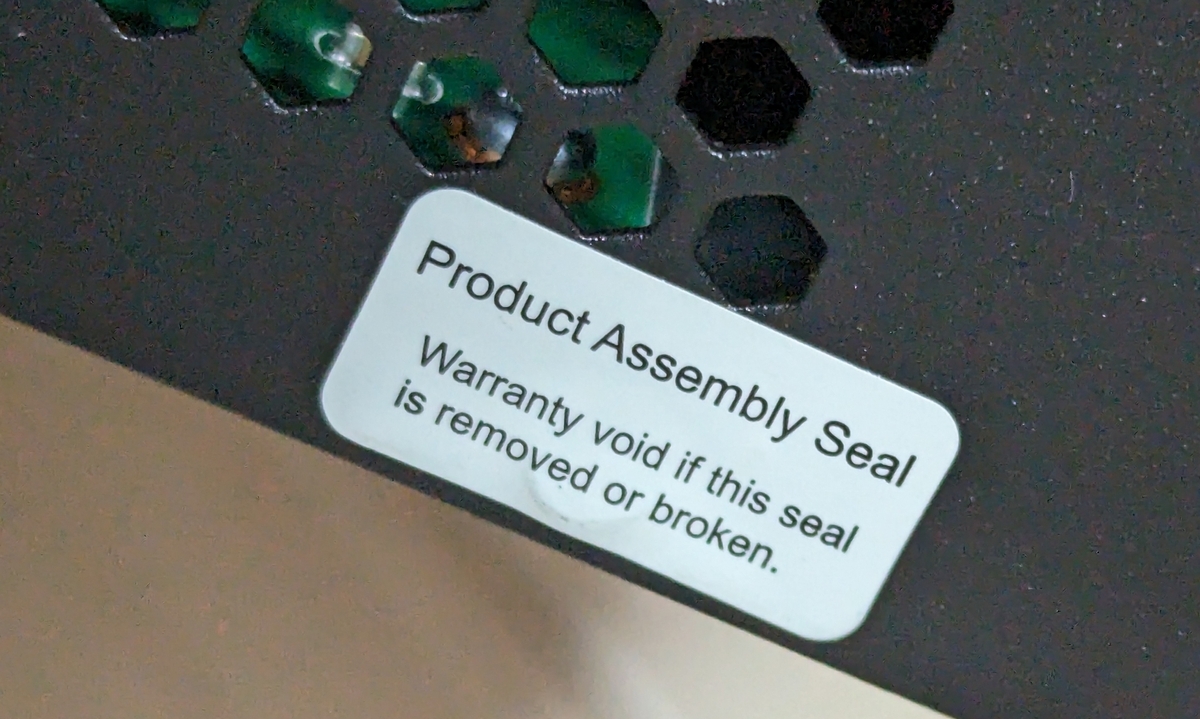 Product Assembly Seal
Warranty void if this seal
is removed or broken.